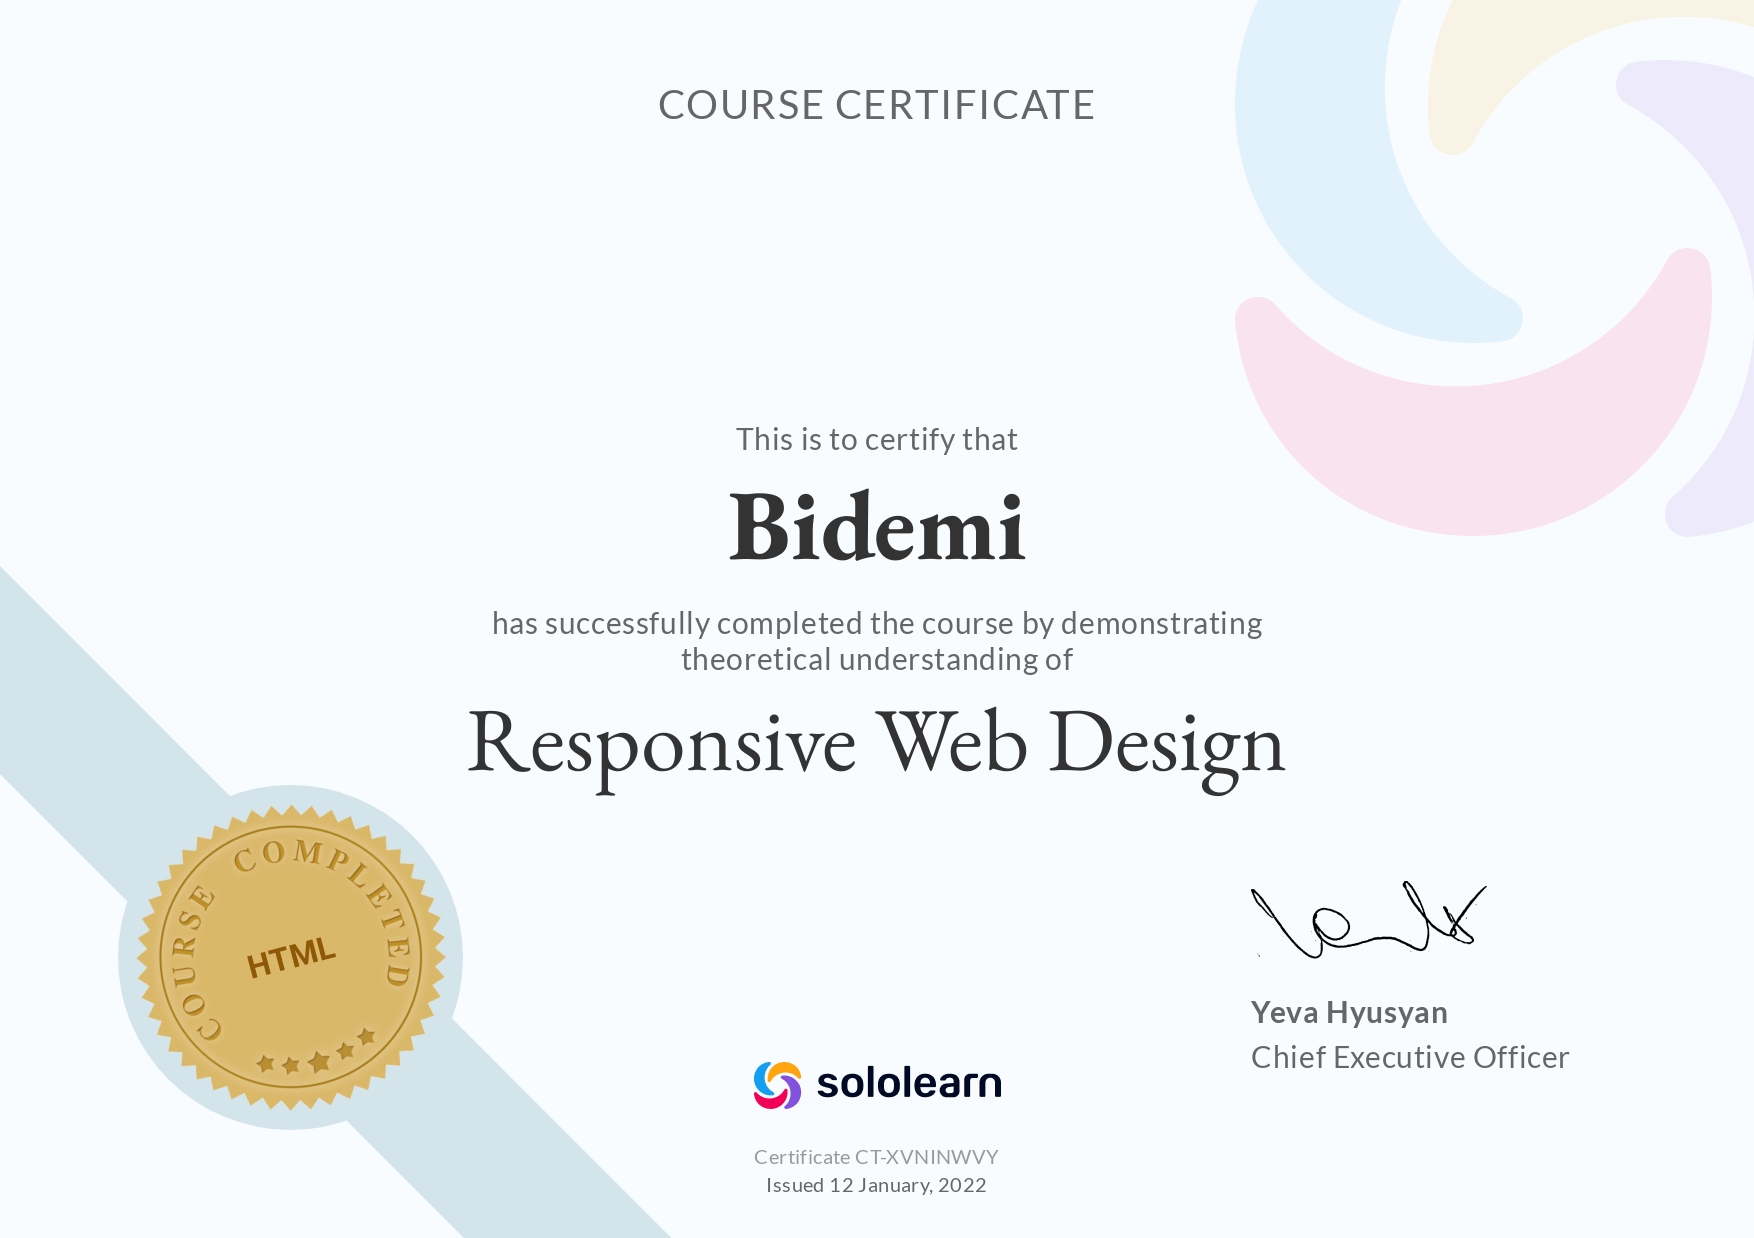 COURSE CERTIFICATE
This is to certify that
Bidemi
has successfully completed the course by demonstrating
theoretical understanding of
Responsive Web Design
COURSE COMPLETED
HTML
Yeva Hyusyan
Chief Executive Officer
sololearn
Certificate CT-XVNINWVY
Issued 12 January, 2022